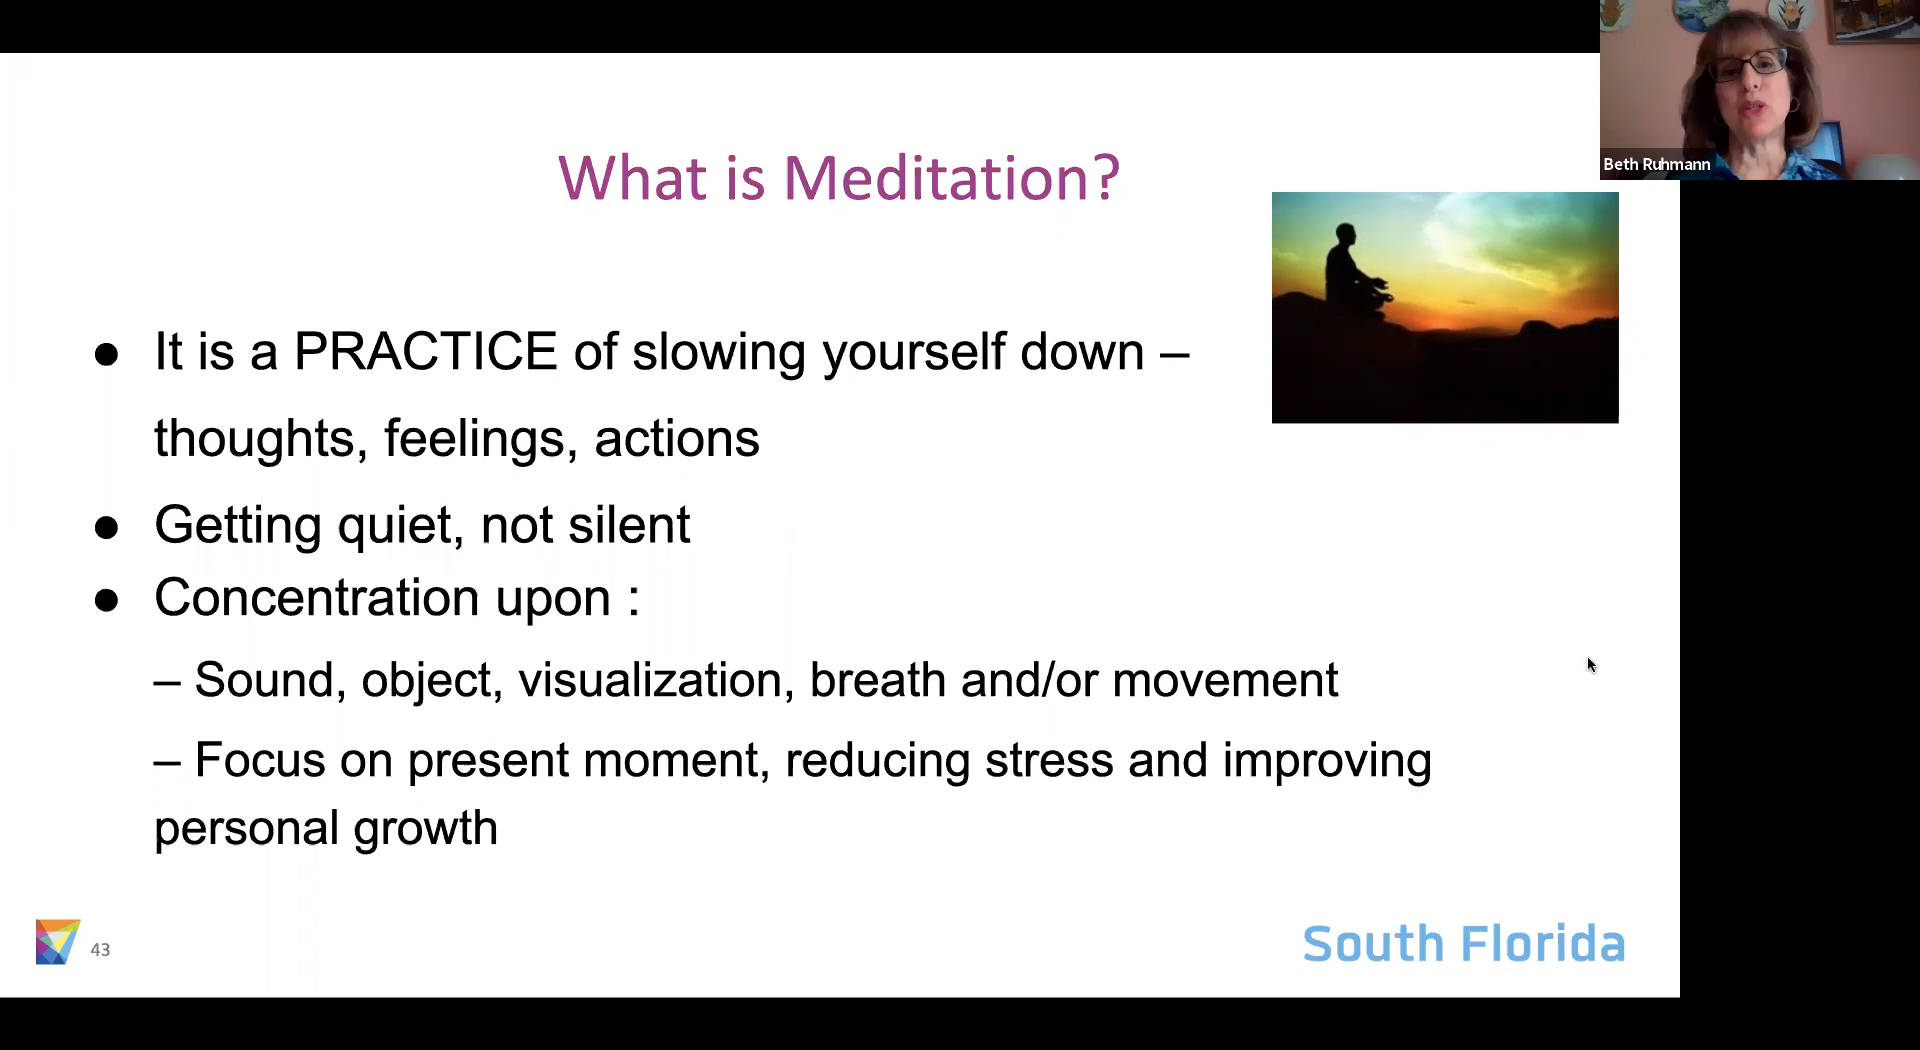 Beth Ruhmann
What is Meditation?
● It is a PRACTICE of slowing yourself down –
thoughts, feelings, actions
● Getting quiet, not silent
● Concentration upon :
– Sound, object, visualization, breath and/or movement
– Focus on present moment, reducing stress and improving
personal growth
43
South Florida